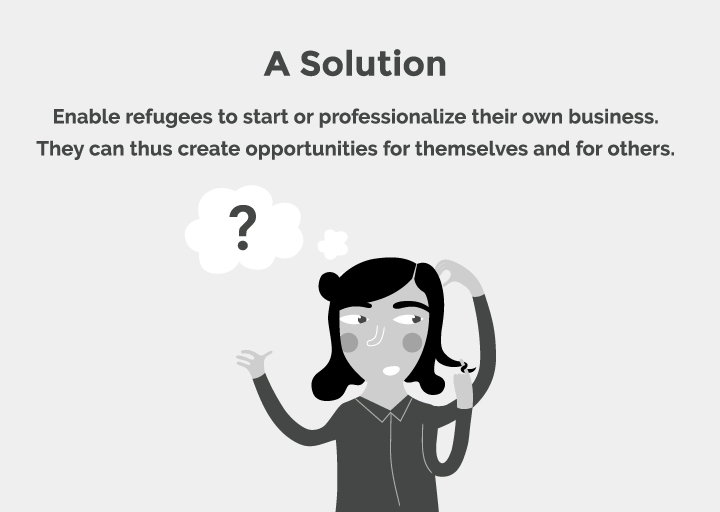 A Solution
Enable refugees to start or professionalize their own business.
They can thus create opportunities for themselves and for others.
?